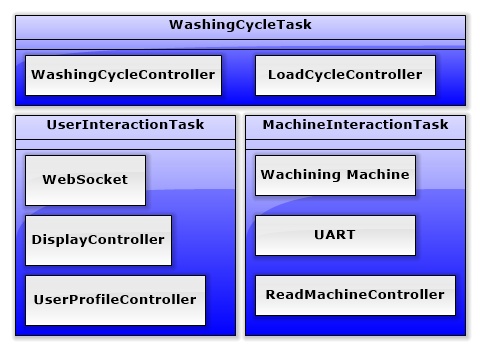 WashingCycleTask
WashingCycleController
LoadCycleController
UserInteractionTask
WebSocket
DisplayController
UserProfileController
MachineInteractionTask
Wachining Machine
UART
ReadMachineController